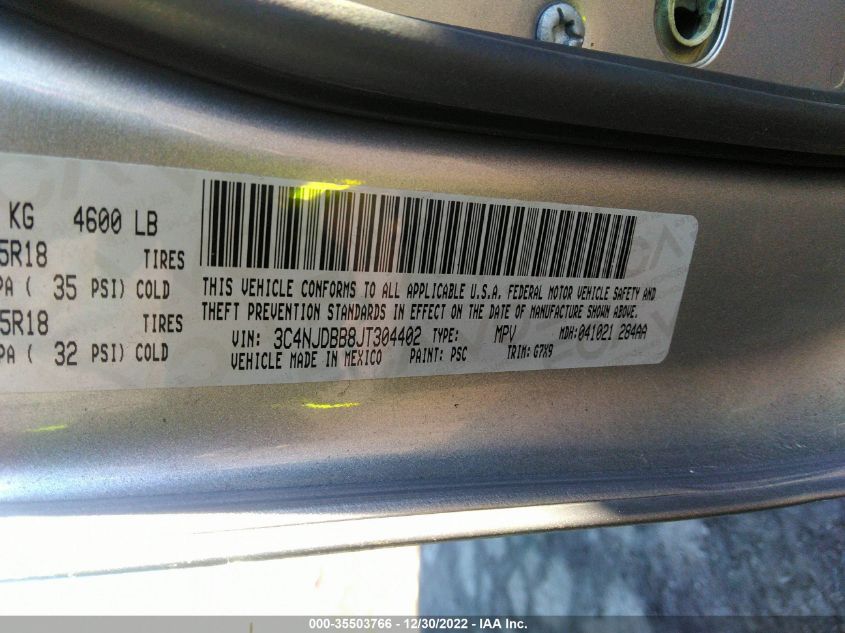 KG 4600 LB
5R18 TIRES
PA ( 35 PSI) COLD
5R18 TIRES
PA ( 32 PSI) COLD
THIS VEHICLE CONFORMS TO ALL APPLICABLE U.S.A. FEDERAL MOTOR VEHICLE SAFETY AND
THEFT PREVENTION STANDARDS IN EFFECT ON THE DATE OF MANUFACTURE SHOWN ABOVE.
VIN: 3C4NJDBB8JT304402 TYPE: MPV MDH: 041021 284AA
VEHICLE MADE IN MEXICO PAINT: PSC TRIM: G7X9
000-35503766 - 12/30/2022 - IAA Inc.